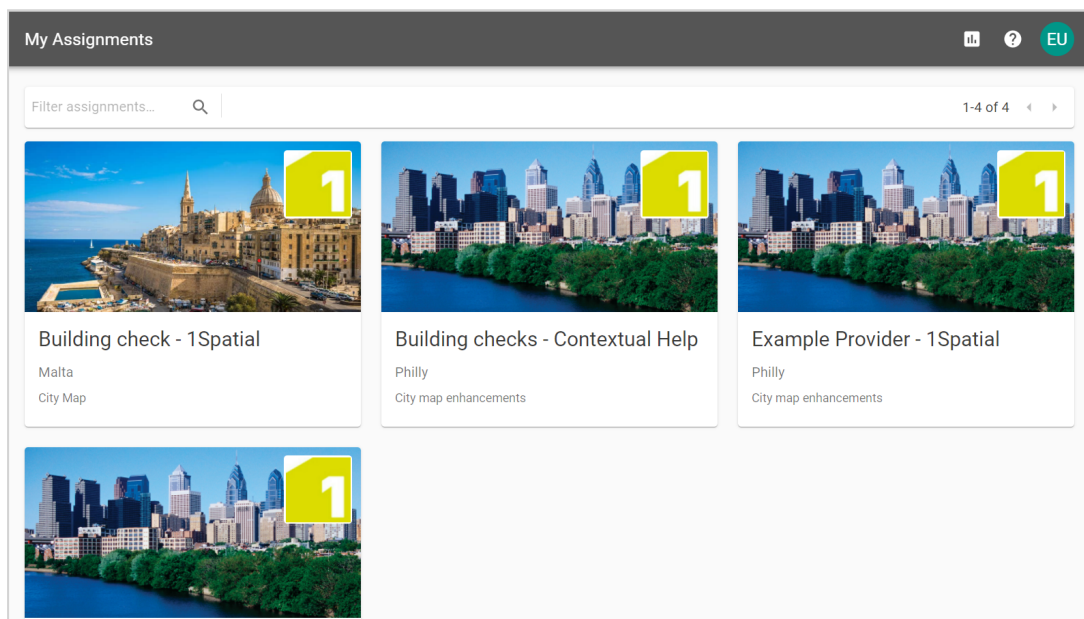 My Assignments
EU
Filter assignments...
1-4 of 4
1
1
1
Building check - 1Spatial
Malta
City Map
Building checks - Contextual Help
Philly
City map enhancements
Example Provider - 1Spatial
Philly
City map enhancements
1